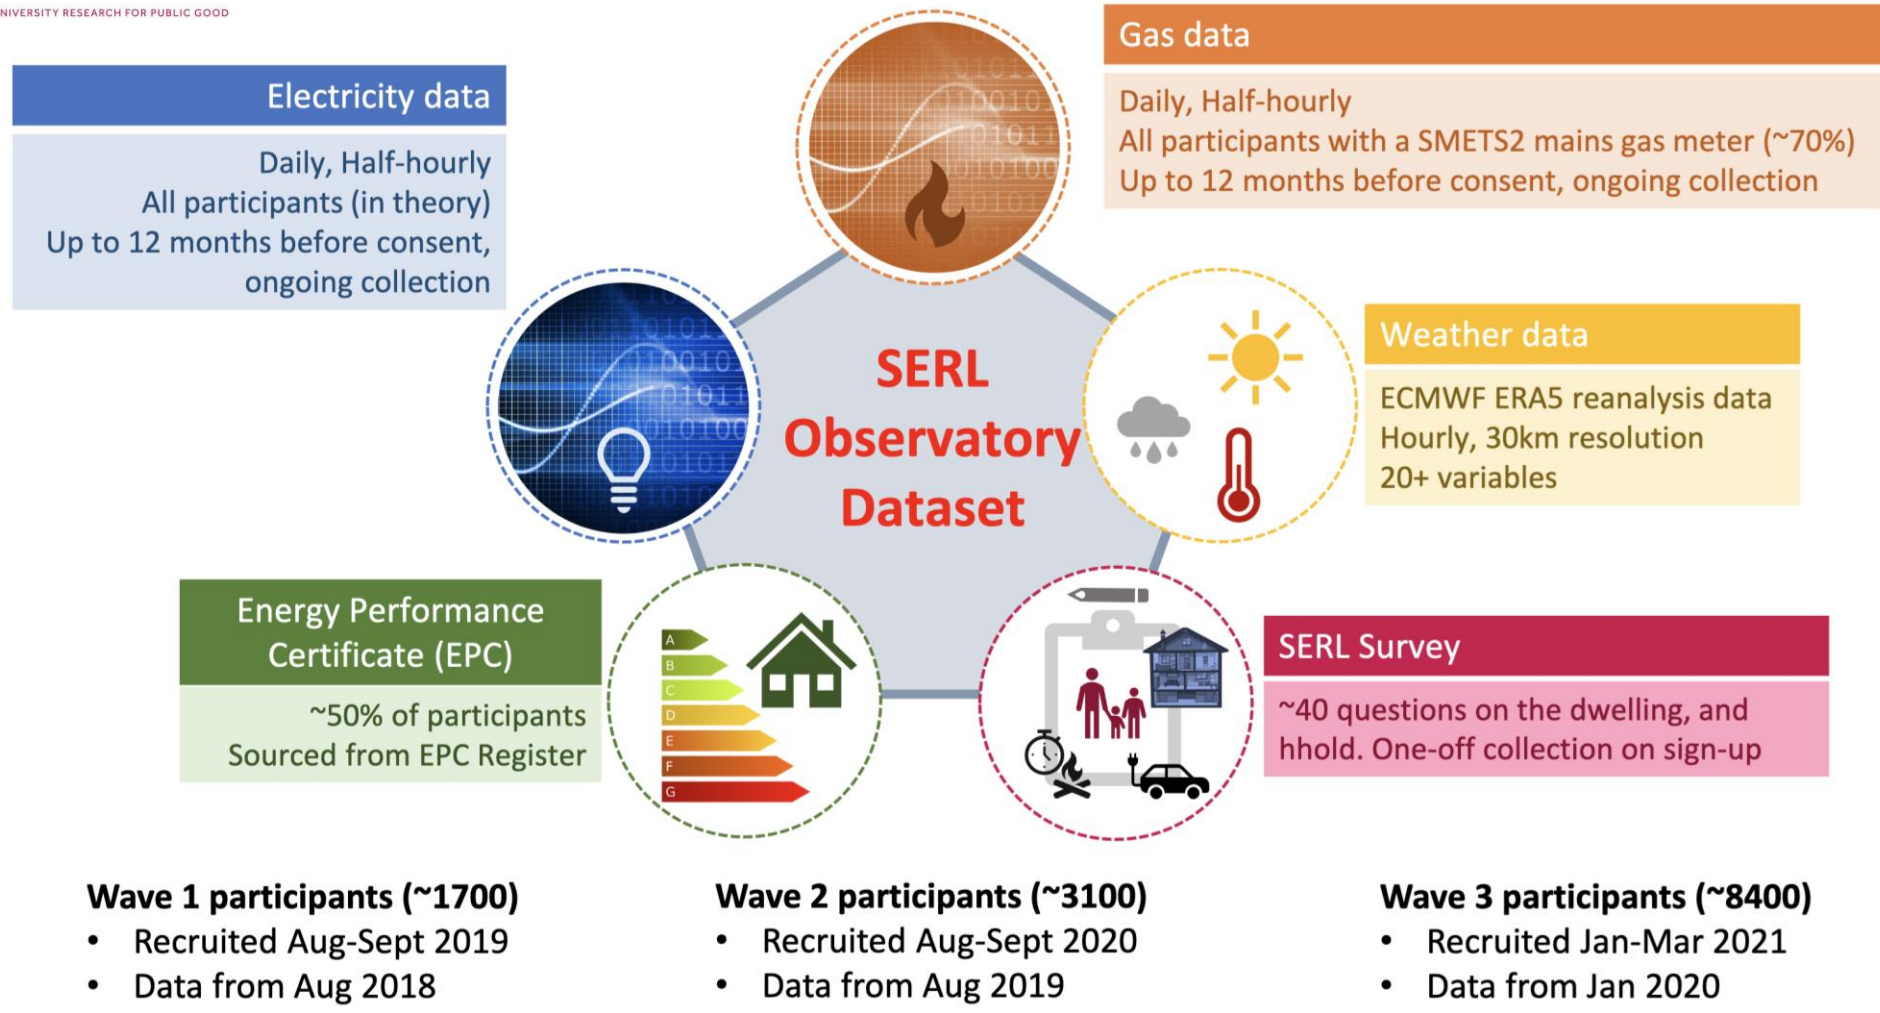 NIVERSITY RESEARCH FOR PUBLIC GOOD
Electricity data
Daily, Half-hourly
All participants (in theory)
Up to 12 months before consent,
ongoing collection
Gas data
Daily, Half-hourly
All participants with a SMETS2 mains gas meter (~70%)
Up to 12 months before consent, ongoing collection
SERL
Observatory
Dataset
Weather data
ECMWF ERA5 reanalysis data
Hourly, 30km resolution
20+ variables
Energy Performance
Certificate (EPC)
~50% of participants
Sourced from EPC Register
A
B
C
D
E
F
G
SERL Survey
~40 questions on the dwelling, and
hhold. One-off collection on sign-up
Wave 1 participants (~1700)
• Recruited Aug-Sept 2019
• Data from Aug 2018
Wave 2 participants (~3100)
• Recruited Aug-Sept 2020
• Data from Aug 2019
Wave 3 participants (~8400)
• Recruited Jan-Mar 2021
• Data from Jan 2020